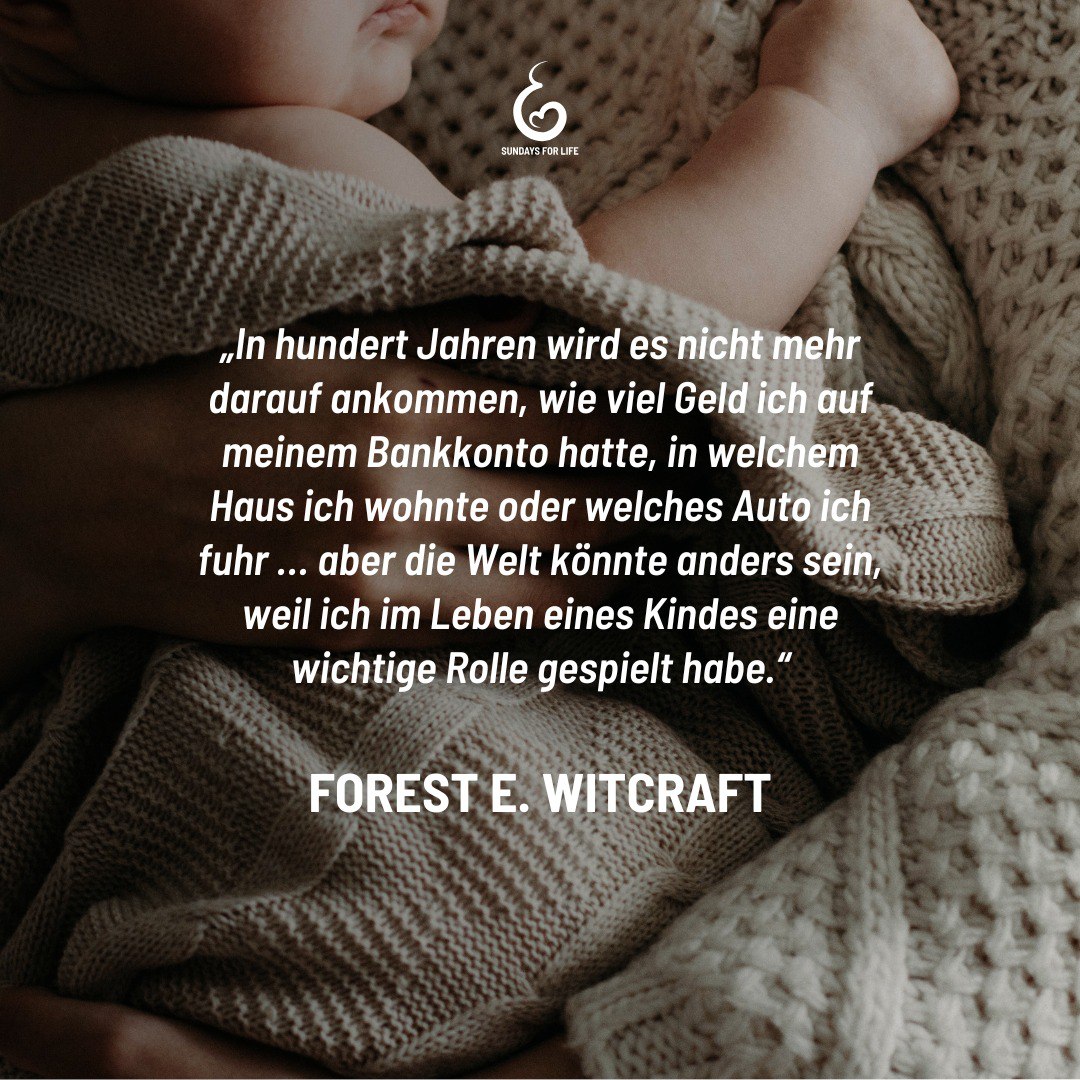 SUNDAYS FOR LIFE
„In hundert Jahren wird es nicht mehr
darauf ankommen, wie viel Geld ich auf
meinem Bankkonto hatte, in welchem
Haus ich wohnte oder welches Auto ich
fuhr ... aber die Welt könnte anders sein,
weil ich im Leben eines Kindes eine
wichtige Rolle gespielt habe.“
FOREST E. WITCRAFT